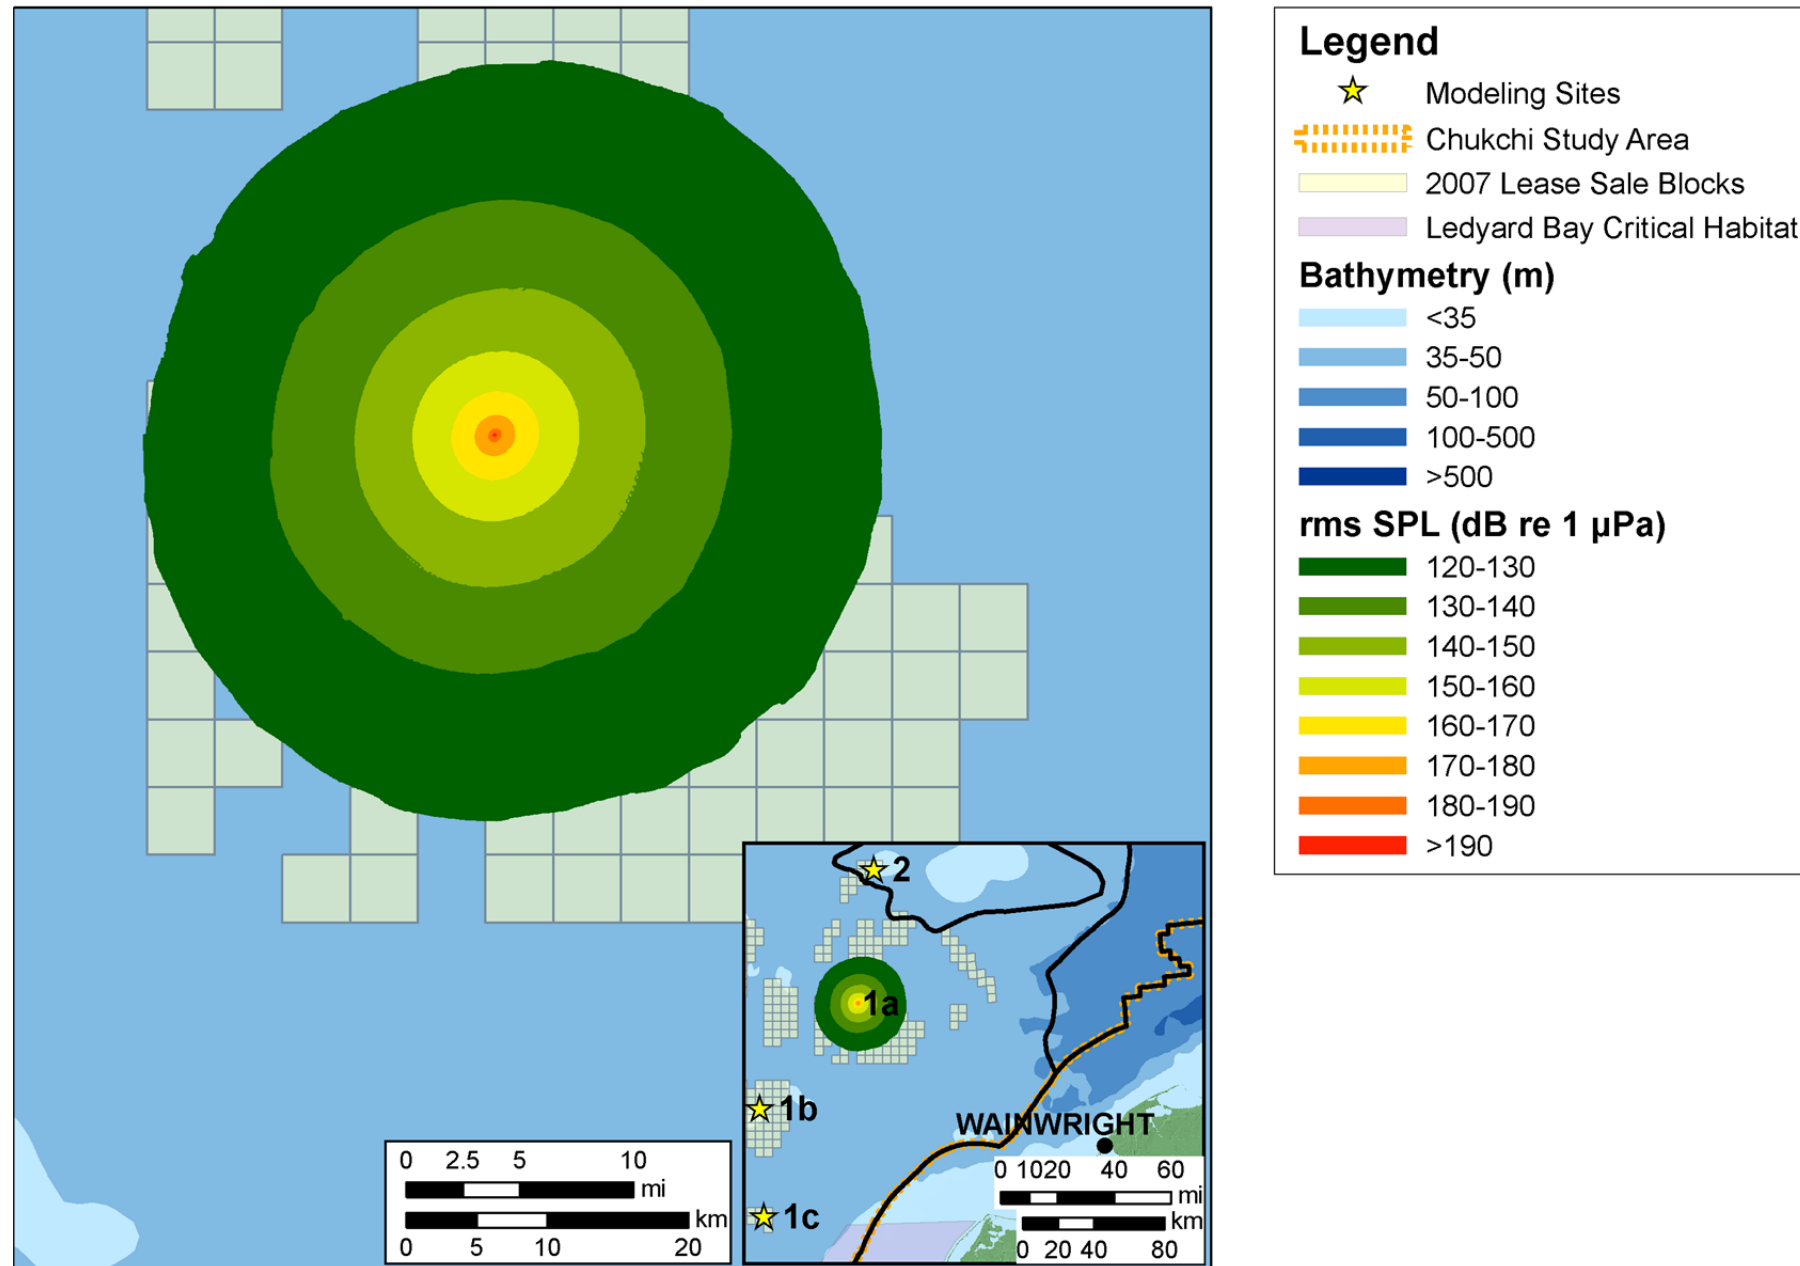 Legend
Modeling Sites
Chukchi Study Area
2007 Lease Sale Blocks
Ledyard Bay Critical Habitat
Bathymetry (m)
<35
35-50
50-100
100-500
>500
rms SPL (dB re 1 µPa)
120-130
130-140
140-150
150-160
160-170
170-180
180-190
>190
2
1a
1b
WAINWRIGHT
1c
0 2.5 5 10
mi
km
0 5 10 20
0 10 20 40 60
mi
km
0 20 40 80